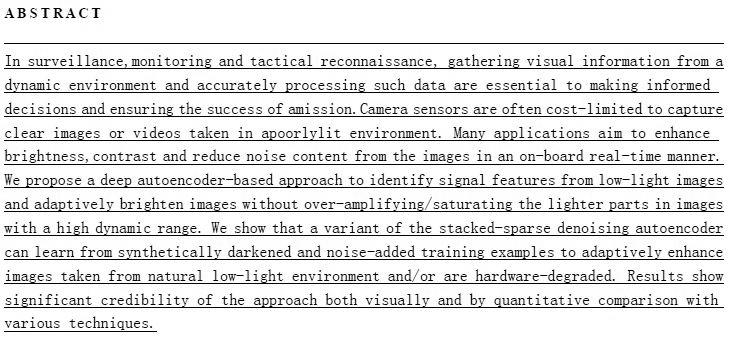 ABSTRACT
In surveillance, monitoring and tactical reconnaissance, gathering visual information from a
dynamic environment and accurately processing such data are essential to making informed
decisions and ensuring the success of amission. Camera sensors are often cost-limited to capture
clear images or videos taken in apoorlylit environment. Many applications aim to enhance
brightness, contrast and reduce noise content from the images in an on-board real-time manner.
We propose a deep autoencoder-based approach to identify signal features from low-light images
and adaptively brighten images without over-amplifying/saturating the lighter parts in images
with a high dynamic range. We show that a variant of the stacked-sparse denoising autoencoder
can learn from synthetically darkened and noise-added training examples to adaptively enhance
images taken from natural low-light environment and/or are hardware-degraded. Results show
significant credibility of the approach both visually and by quantitative comparison with
various techniques.